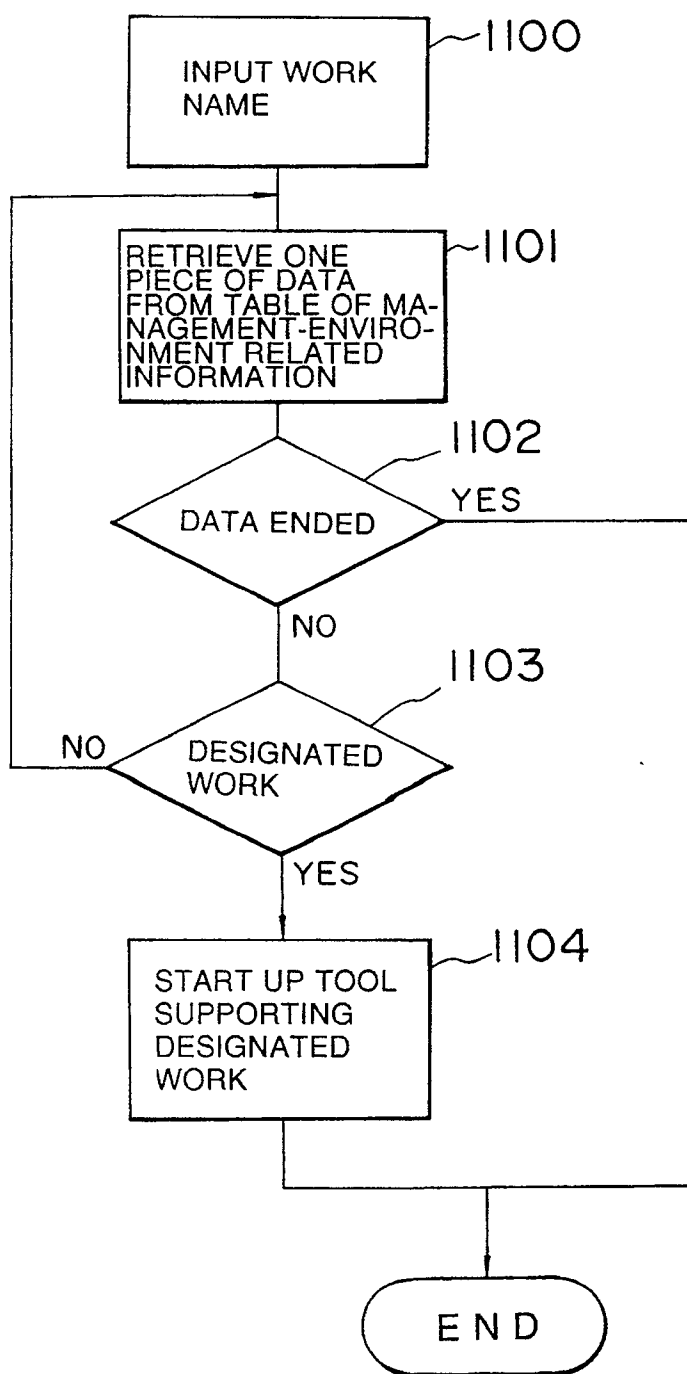 1100
INPUT WORK
NAME
1101
RETRIEVE ONE
PIECE OF DATA
FROM TABLE OF MA-
NAGEMENT-ENVIRO-
NMENT RELATED
INFORMATION
1102
DATA ENDED
YES
NO
1103
NO
DESIGNATED
WORK
YES
1104
START UP TOOL
SUPPORTING
DESIGNATED
WORK
END